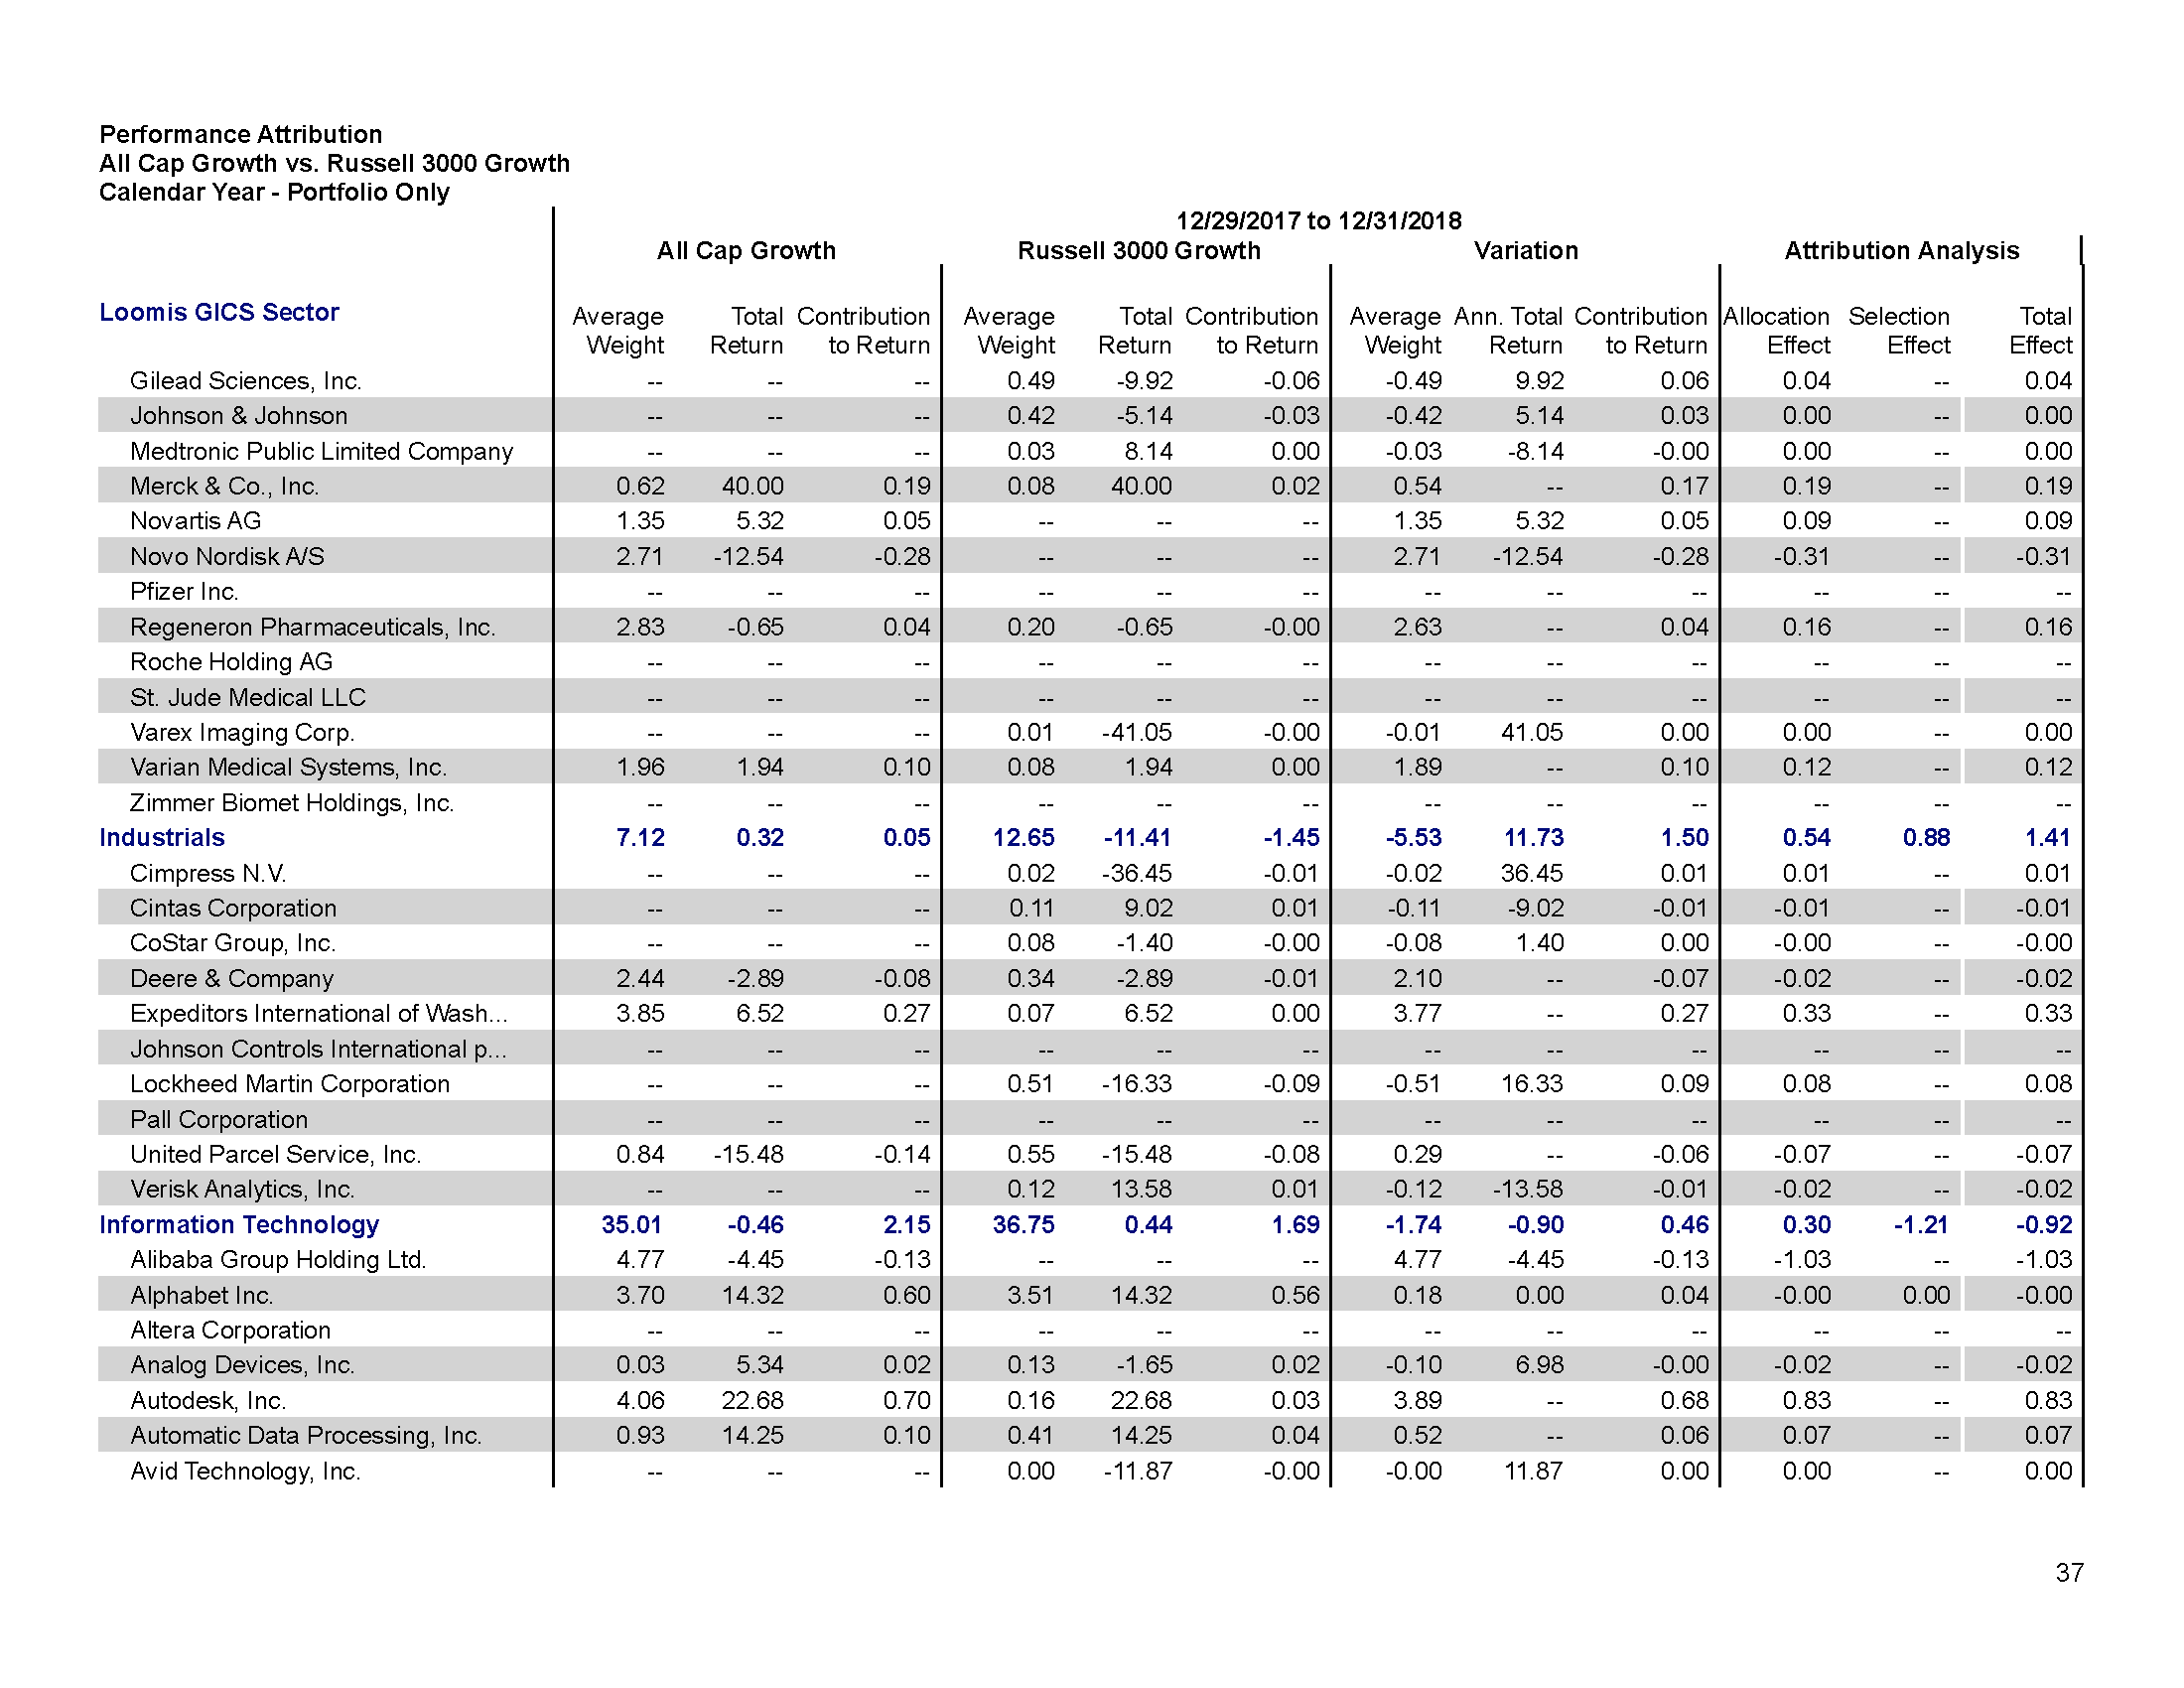 Performance Attribution
All Cap Growth vs. Russell 3000 Growth
Calendar Year - Portfolio Only
12/29/2017 to 12/31/2018
All Cap Growth Russell 3000 Growth Variation Attribution Analysis
Loomis GICS Sector
Average Total Contribution Average Total Contribution Average Ann. Total Contribution Allocation Selection Total
Weight Return to Return Weight Return to Return Weight Return to Return Effect Effect Effect
Gilead Sciences, Inc. -- -- -- 0.49 -9.92 -0.06 -0.49 9.92 0.06 0.04 -- 0.04
Johnson & Johnson -- -- -- 0.42 -5.14 -0.03 -0.42 5.14 0.03 0.00 -- 0.00
Medtronic Public Limited Company -- -- -- 0.03 8.14 0.00 -0.03 -8.14 -0.00 0.00 -- 0.00
Merck & Co., Inc. 0.62 40.00 0.19 0.08 40.00 0.02 0.54 -- 0.17 0.19 -- 0.19
Novartis AG 1.35 5.32 0.05 -- -- -- 1.35 5.32 0.05 0.09 -- 0.09
Novo Nordisk A/S 2.71 -12.54 -0.28 -- -- -- 2.71 -12.54 -0.28 -0.31 -- -0.31
Pfizer Inc. -- -- -- -- -- -- -- -- -- -- -- --
Regeneron Pharmaceuticals, Inc. 2.83 -0.65 0.04 0.20 -0.65 -0.00 2.63 -- 0.04 0.16 -- 0.16
Roche Holding AG -- -- -- -- -- -- -- -- -- -- -- --
St. Jude Medical LLC -- -- -- -- -- -- -- -- -- -- -- --
Varex Imaging Corp. -- -- -- 0.01 -41.05 -0.00 -0.01 41.05 0.00 0.00 -- 0.00
Varian Medical Systems, Inc. 1.96 1.94 0.10 0.08 1.94 0.00 1.89 -- 0.10 0.12 -- 0.12
Zimmer Biomet Holdings, Inc. -- -- -- -- -- -- -- -- -- -- -- --
Industrials 7.12 0.32 0.05 12.65 -11.41 -1.45 -5.53 11.73 1.50 0.54 0.88 1.41
Cimpress N.V. -- -- -- 0.02 -36.45 -0.01 -0.02 36.45 0.01 0.01 -- 0.01
Cintas Corporation -- -- -- 0.11 9.02 0.01 -0.11 -9.02 -0.01 -0.01 -- -0.01
CoStar Group, Inc. -- -- -- 0.08 -1.40 -0.00 -0.08 1.40 0.00 -0.00 -- -0.00
Deere & Company 2.44 -2.89 -0.08 0.34 -2.89 -0.01 2.10 -- -0.07 -0.02 -- -0.02
Expeditors International of Wash... 3.85 6.52 0.27 0.07 6.52 0.00 3.77 -- 0.27 0.33 -- 0.33
Johnson Controls International p... -- -- -- -- -- -- -- -- -- -- -- --
Lockheed Martin Corporation -- -- -- 0.51 -16.33 -0.09 -0.51 16.33 0.09 0.08 -- 0.08
Pall Corporation -- -- -- -- -- -- -- -- -- -- -- --
United Parcel Service, Inc. 0.84 -15.48 -0.14 0.55 -15.48 -0.08 0.29 -- -0.06 -0.07 -- -0.07
Verisk Analytics, Inc. -- -- -- 0.12 13.58 0.01 -0.12 -13.58 -0.01 -0.02 -- -0.02
Information Technology 35.01 -0.46 2.15 36.75 0.44 1.69 -1.74 -0.90 0.46 0.30 -1.21 -0.92
Alibaba Group Holding Ltd. 4.77 -4.45 -0.13 -- -- -- 4.77 -4.45 -0.13 -1.03 -- -1.03
Alphabet Inc. 3.70 14.32 0.60 3.51 14.32 0.56 0.18 0.00 0.04 -0.00 0.00 -0.00
Altera Corporation -- -- -- -- -- -- -- -- -- -- -- --
Analog Devices, Inc. 0.03 5.34 0.02 0.13 -1.65 0.02 -0.10 6.98 -0.00 -0.02 -- -0.02
Autodesk, Inc. 4.06 22.68 0.70 0.16 22.68 0.03 3.89 -- 0.68 0.83 -- 0.83
Automatic Data Processing, Inc. 0.93 14.25 0.10 0.41 14.25 0.04 0.52 -- 0.06 0.07 -- 0.07
Avid Technology, Inc. -- -- -- 0.00 -11.87 -0.00 -0.00 11.87 0.00 0.00 -- 0.00
37